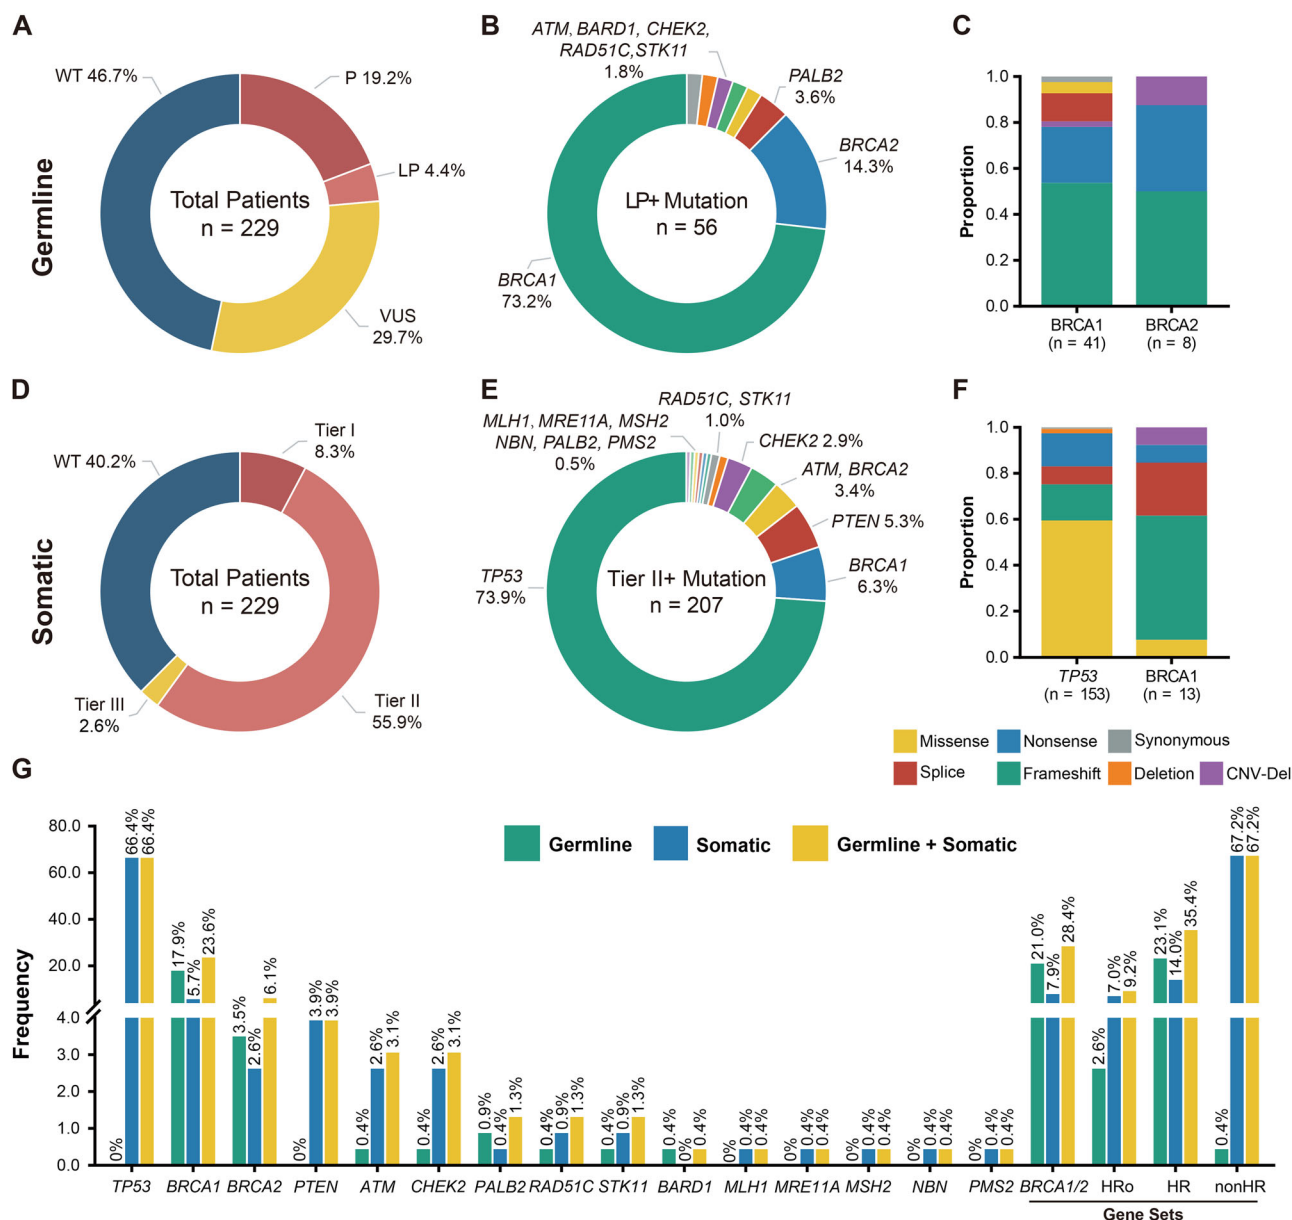 A
B
C
Germline
WT 46.7%
P 19.2%
LP 4.4%
VUS
29.7%
Total Patients
n = 229
ATM, BARD1, CHEK2,
RAD51C,STK11
1.8%
PALB2
3.6%
BRCA2
14.3%
BRCA1
73.2%
LP+ Mutation
n = 56
Proportion
1.0
0.8
0.6
0.4
0.2
0.0
BRCA1
(n = 41)
BRCA2
(n = 8)
D
E
F
Somatic
WT 40.2%
Tier I
8.3%
Tier III
2.6%
Tier II
55.9%
Total Patients
n = 229
RAD51C, STK11
1.0%
MLH1, MRE11A, MSH2
NBN, PALB2, PMS2
0.5%
CHEK2 2.9%
ATM, BRCA2
3.4%
PTEN 5.3%
BRCA1
6.3%
TP53
73.9%
Tier II+ Mutation
n = 207
Proportion
1.0
0.8
0.6
0.4
0.2
0.0
TP53
(n = 153)
BRCA1
(n = 13)
Missense
Nonsense
Synonymous
Splice
Frameshift
Deletion
CNV-Del
G
Germline
Somatic
Germline + Somatic
Frequency
80.0
60.0
40.0
20.0
4.0
3.0
2.0
1.0
0.0
0% 66.4% 66.4%
17.9% 5.7% 23.6%
3.5% 2.6% 6.1%
0% 3.9% 3.9%
0.4% 2.6% 3.1%
0.4% 2.6% 3.1%
0.9% 0.4% 1.3%
0.4% 0.9% 1.3%
0.4% 0.9% 1.3%
0.4% 0% 0.4%
0% 0.4% 0.4%
0% 0.4% 0.4%
0% 0.4% 0.4%
0% 0.4% 0.4%
0% 0.4% 0.4%
21.0% 7.9% 28.4%
2.6% 7.0% 9.2%
23.1% 14.0% 35.4%
0.4% 67.2% 67.2%
TP53 BRCA1 BRCA2 PTEN ATM CHEK2 PALB2 RAD51C STK11 BARD1 MLH1 MRE11A MSH2 NBN PMS2 BRCA1/2 HRo HR nonHR
Gene Sets